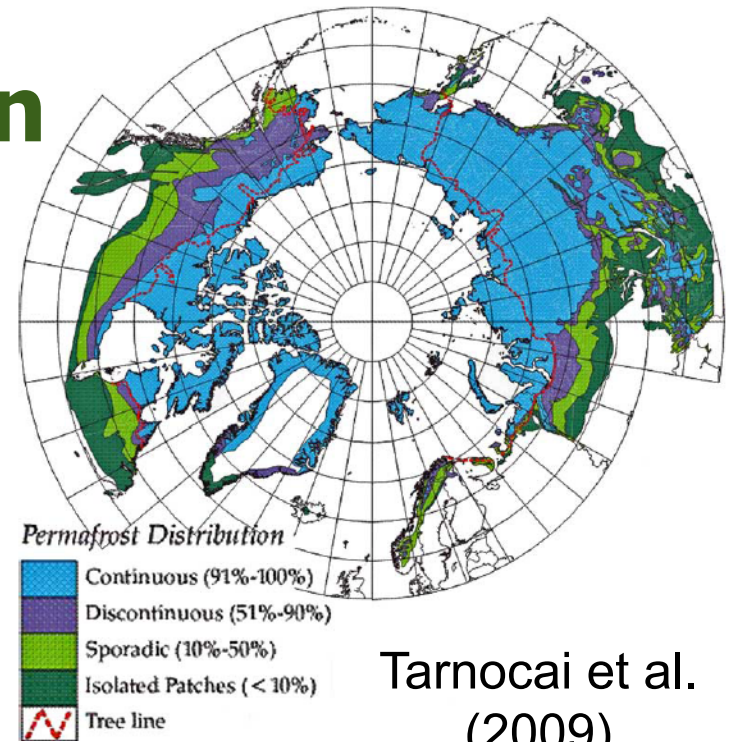 n
Permafrost Distribution
Continuous (91%-100%)
Discontinuous (51%-90%)
Sporadic (10%-50%)
Isolated Patches (< 10%)
Tree line
Tarnocai et al.
(2009)